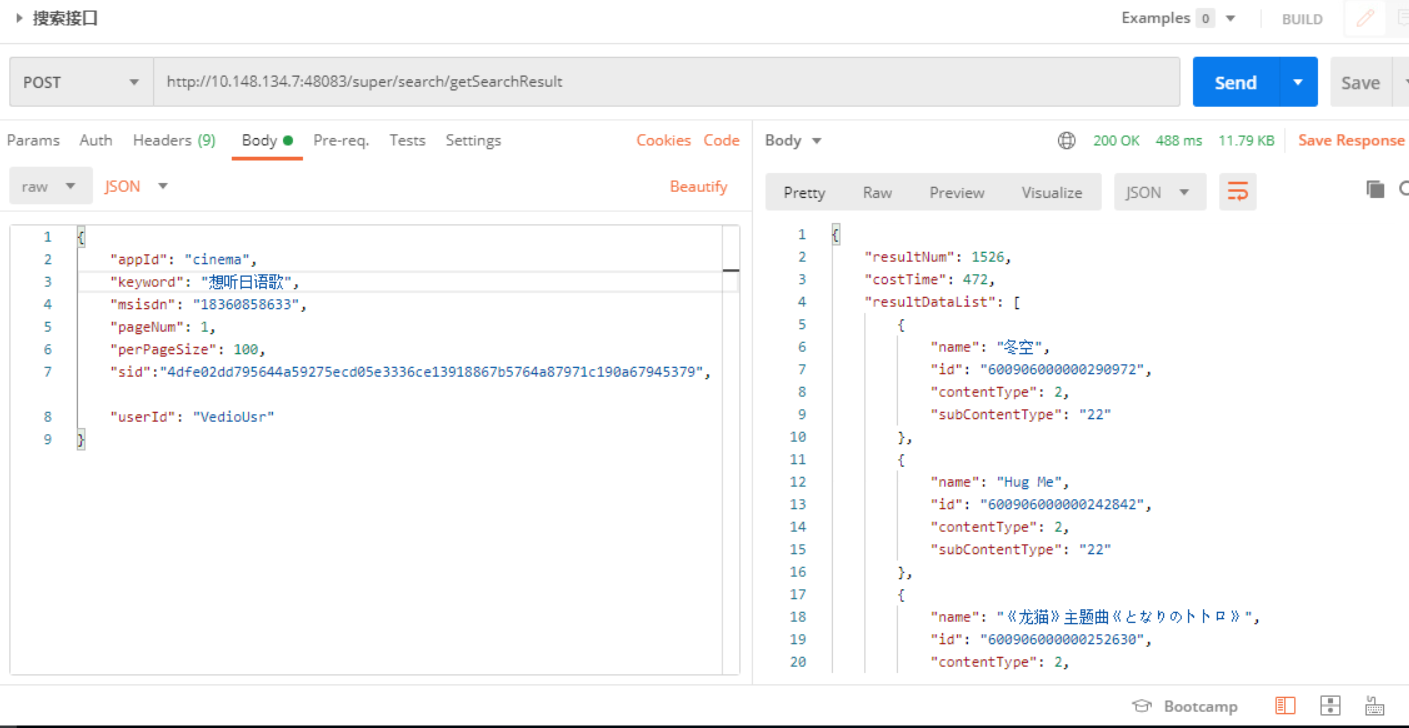 搜索接口
Examples 0 BUILD
POST http://10.148.134.7:48083/super/search/getSearchResult Send Save
Params Auth Headers (9) Body Pre-req. Tests Settings Cookies Code
raw JSON Beautify
1 {
2 "appId": "cinema",
3 "keyword": "想听日语歌",
4 "msisdn": "18360858633",
5 "pageNum": 1,
6 "perPageSize": 100,
7 "sid":"4dfe02dd795644a59275ecd05e3336ce13918867b5764a87971c190a67945379",
8 "userId": "VedioUsr"
9 }
Body 200 OK 488 ms 11.79 KB Save Response
Pretty Raw Preview Visualize JSON
1 {
2 "resultNum": 1526,
3 "costTime": 472,
4 "resultDataList": [
5 {
6 "name": "冬空",
7 "id": "600906000000290972",
8 "contentType": 2,
9 "subContentType": "22"
10 },
11 {
12 "name": "Hug Me",
13 "id": "600906000000242842",
14 "contentType": 2,
15 "subContentType": "22"
16 },
17 {
18 "name": "《龙猫》主题曲《となりのトトロ》",
19 "id": "600906000000252630",
20 "contentType": 2,
Bootcamp